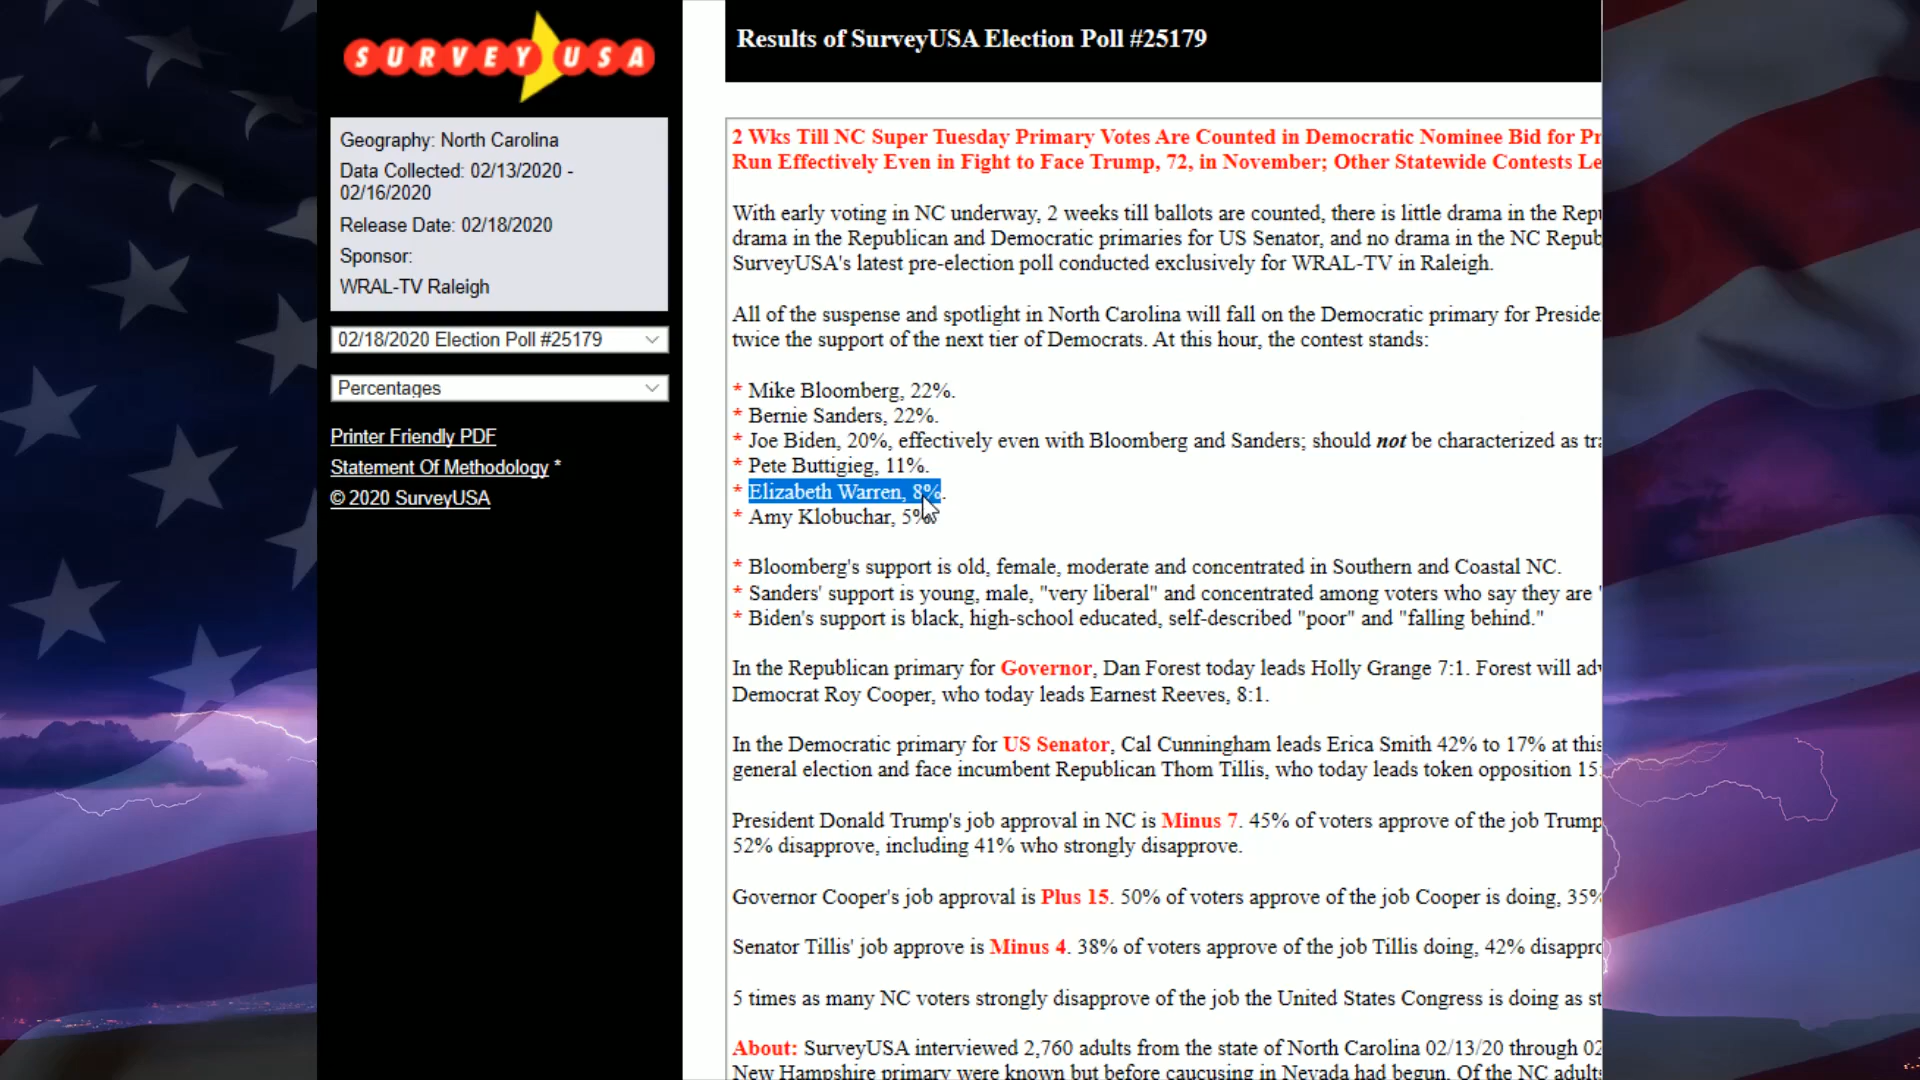 SURVEY USA
Geography: North Carolina
Data Collected: 02/13/2020 -
02/16/2020
Release Date: 02/18/2020
Sponsor:
WRAL-TV Raleigh
02/18/2020 Election Poll #25179
Percentages
Printer Friendly PDF
Statement Of Methodology *
© 2020 SurveyUSA
Results of SurveyUSA Election Poll #25179
2 Wks Till NC Super Tuesday Primary Votes Are Counted in Democratic Nominee Bid for Pr
Run Effectively Even in Fight to Face Trump, 72, in November; Other Statewide Contests Le
With early voting in NC underway, 2 weeks till ballots are counted, there is little drama in the Repu
drama in the Republican and Democratic primaries for US Senator, and no drama in the NC Repub
SurveyUSA's latest pre-election poll conducted exclusively for WRAL-TV in Raleigh.
All of the suspense and spotlight in North Carolina will fall on the Democratic primary for Preside
twice the support of the next tier of Democrats. At this hour, the contest stands:
* Mike Bloomberg, 22%.
* Bernie Sanders, 22%.
* Joe Biden, 20%, effectively even with Bloomberg and Sanders; should not be characterized as tra
* Pete Buttigieg, 11%.
* Elizabeth Warren, 8%.
* Amy Klobuchar, 5%.
* Bloomberg's support is old, female, moderate and concentrated in Southern and Coastal NC.
* Sanders' support is young, male, "very liberal" and concentrated among voters who say they are "
* Biden's support is black, high-school educated, self-described "poor" and "falling behind."
In the Republican primary for Governor, Dan Forest today leads Holly Grange 7:1. Forest will adv
Democrat Roy Cooper, who today leads Earnest Reeves, 8:1.
In the Democratic primary for US Senator, Cal Cunningham leads Erica Smith 42% to 17% at this
general election and face incumbent Republican Thom Tillis, who today leads token opposition 15:
President Donald Trump's job approval in NC is Minus 7. 45% of voters approve of the job Trump
52% disapprove, including 41% who strongly disapprove.
Governor Cooper's job approval is Plus 15. 50% of voters approve of the job Cooper is doing, 35%
Senator Tillis' job approve is Minus 4. 38% of voters approve of the job Tillis doing, 42% disappro
5 times as many NC voters strongly disapprove of the job the United States Congress is doing as st
About: SurveyUSA interviewed 2,760 adults from the state of North Carolina 02/13/20 through 02
New Hampshire primary were known but before caucusing in Nevada had begun. Of the NC adult